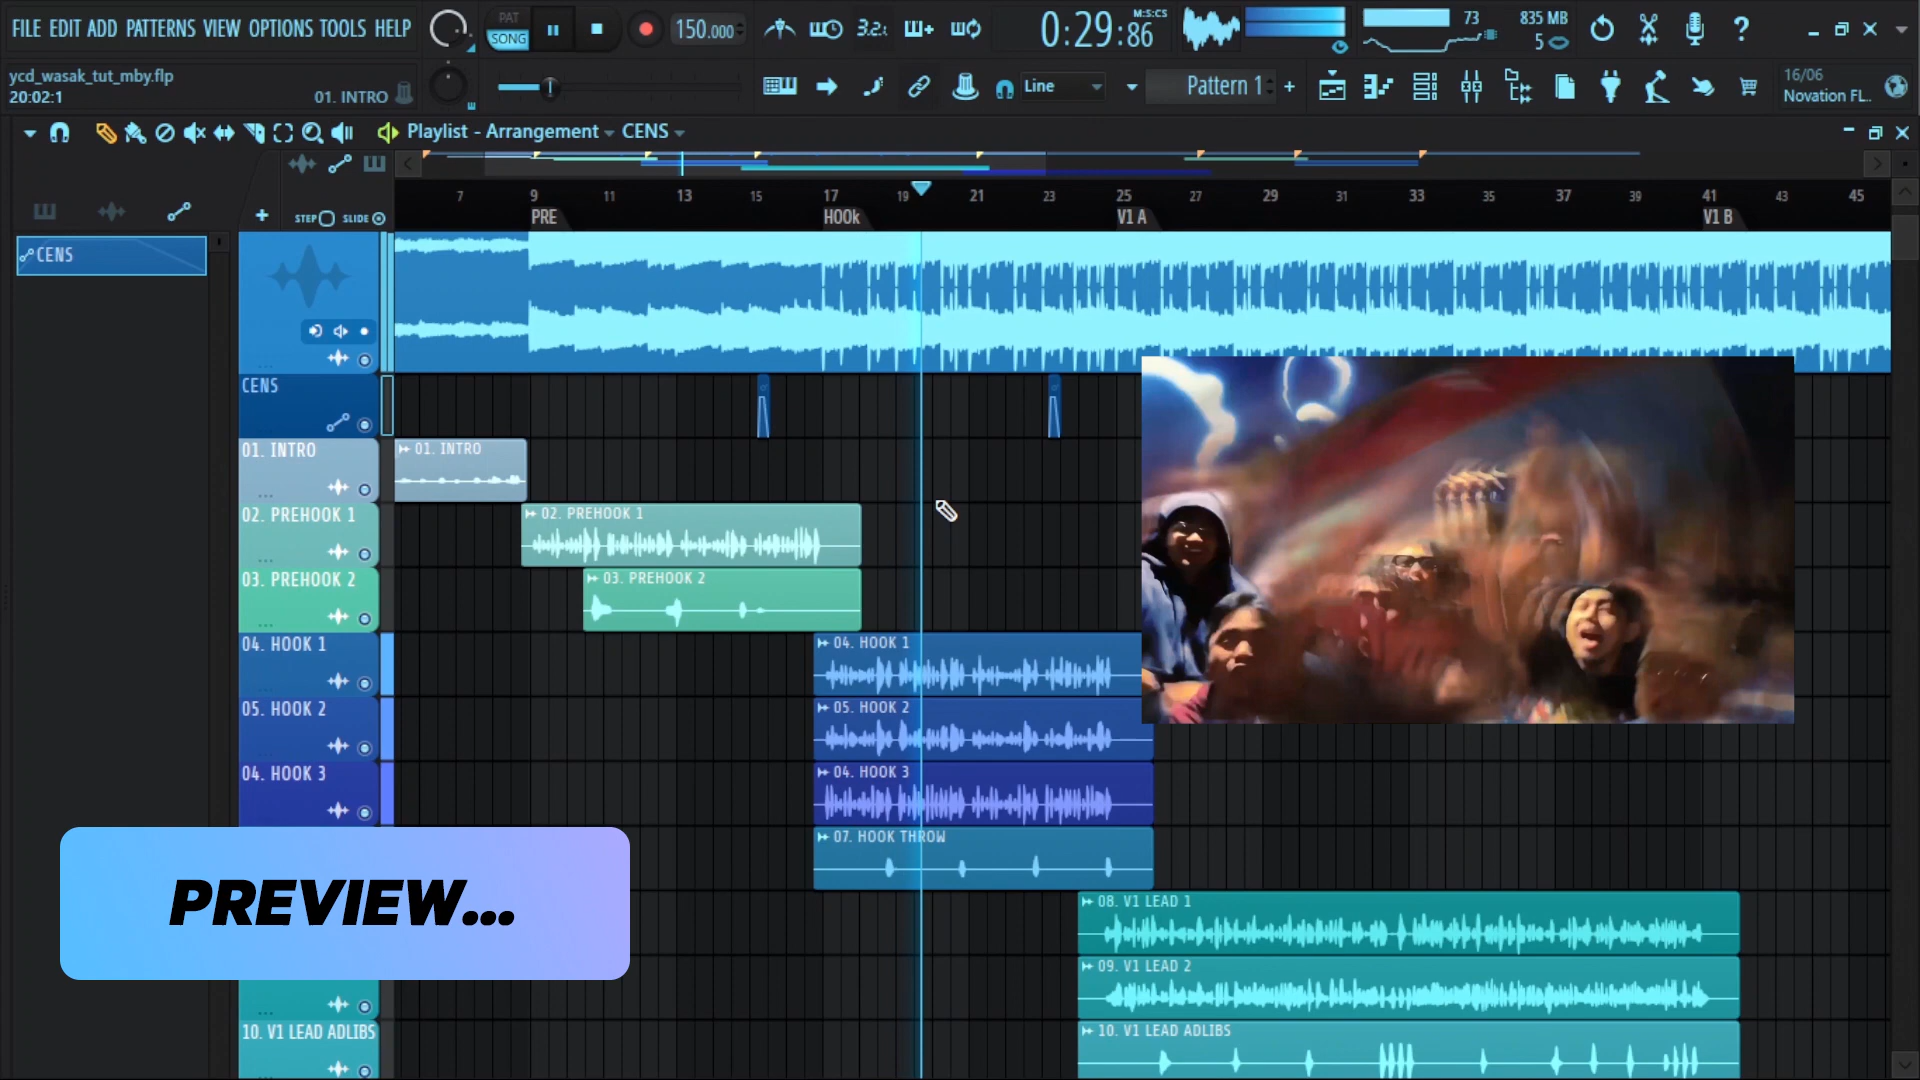 FILE EDIT ADD PATTERNS VIEW OPTIONS TOOLS HELP
PAT
SONG
150.000
3.2.
0:29:86
M:S:CS
73
835 MB
5
ycd_wasak_tut_mby.flp
20:02:1
01. INTRO
Line
Pattern 1
16/06
Novation FL..
Playlist - Arrangement
CENS
STEP
SLIDE
7 9 11 13 15 17 19 21 23 25 27 29 31 33 35 37 39 41 43 45
PRE
HOOk
V1 A
V1 B
CENS
CENS
01. INTRO
01. INTRO
02. PREHOOK 1
02. PREHOOK 1
03. PREHOOK 2
03. PREHOOK 2
04. HOOK 1
04. HOOK 1
05. HOOK 2
05. HOOK 2
04. HOOK 3
04. HOOK 3
07. HOOK THROW
PREVIEW...
08. V1 LEAD 1
09. V1 LEAD 2
10. V1 LEAD ADLIBS
10. V1 LEAD ADLIBS